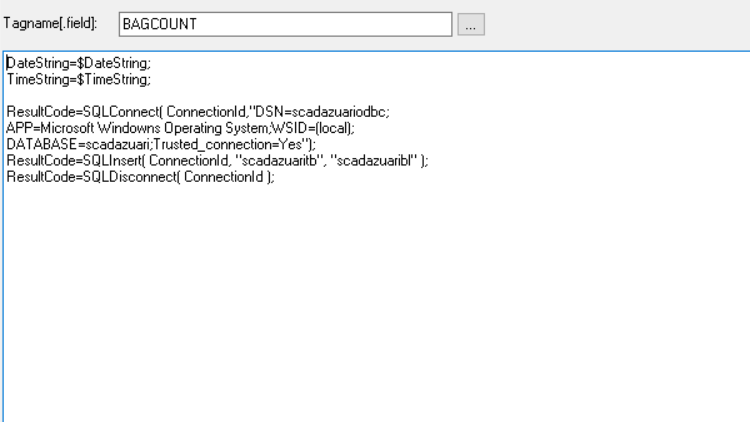 Tagname[.field]:
BAGCOUNT
...
DateString=$DateString;
TimeString=$TimeString;
ResultCode=SQLConnect( ConnectionId,"DSN=scadazuariodbc;
APP=Microsoft Windowns Operating System;WSID=(local);
DATABASE=scadazuari;Trusted_connection=Yes");
ResultCode=SQLInsert( ConnectionId, "scadazuaritb", "scadazuaribl" );
ResultCode=SQLDisconnect( ConnectionId );